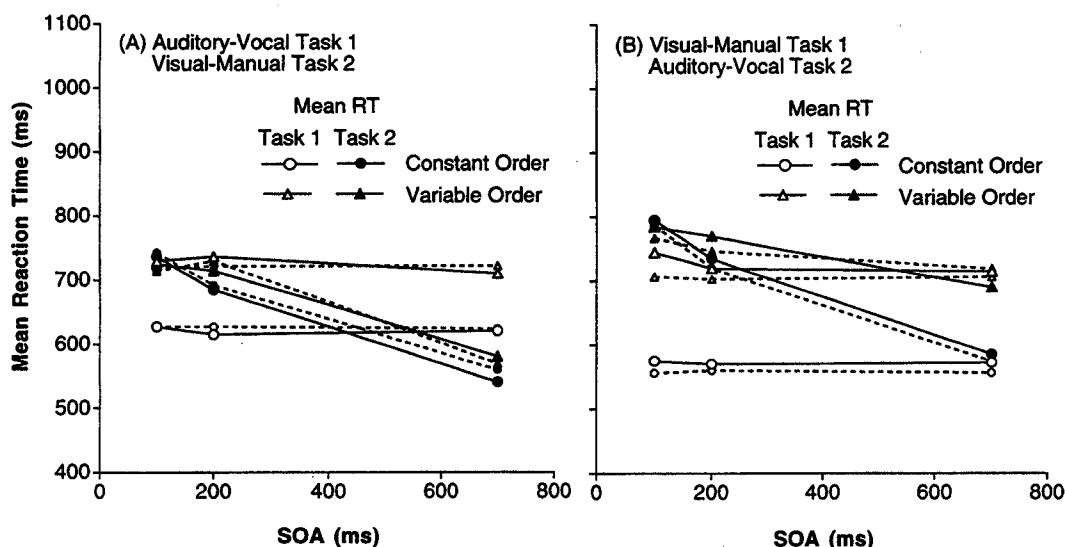 (A) Auditory-Vocal Task 1
Visual-Manual Task 2
Mean RT
Task 1 Task 2
Constant Order
Variable Order
Mean Reaction Time (ms)
1100
1000
900
800
700
600
500
400
0
200
400
600
800
SOA (ms)
(B) Visual-Manual Task 1
Auditory-Vocal Task 2
Mean RT
Task 1 Task 2
Constant Order
Variable Order
0
200
400
600
800
SOA (ms)